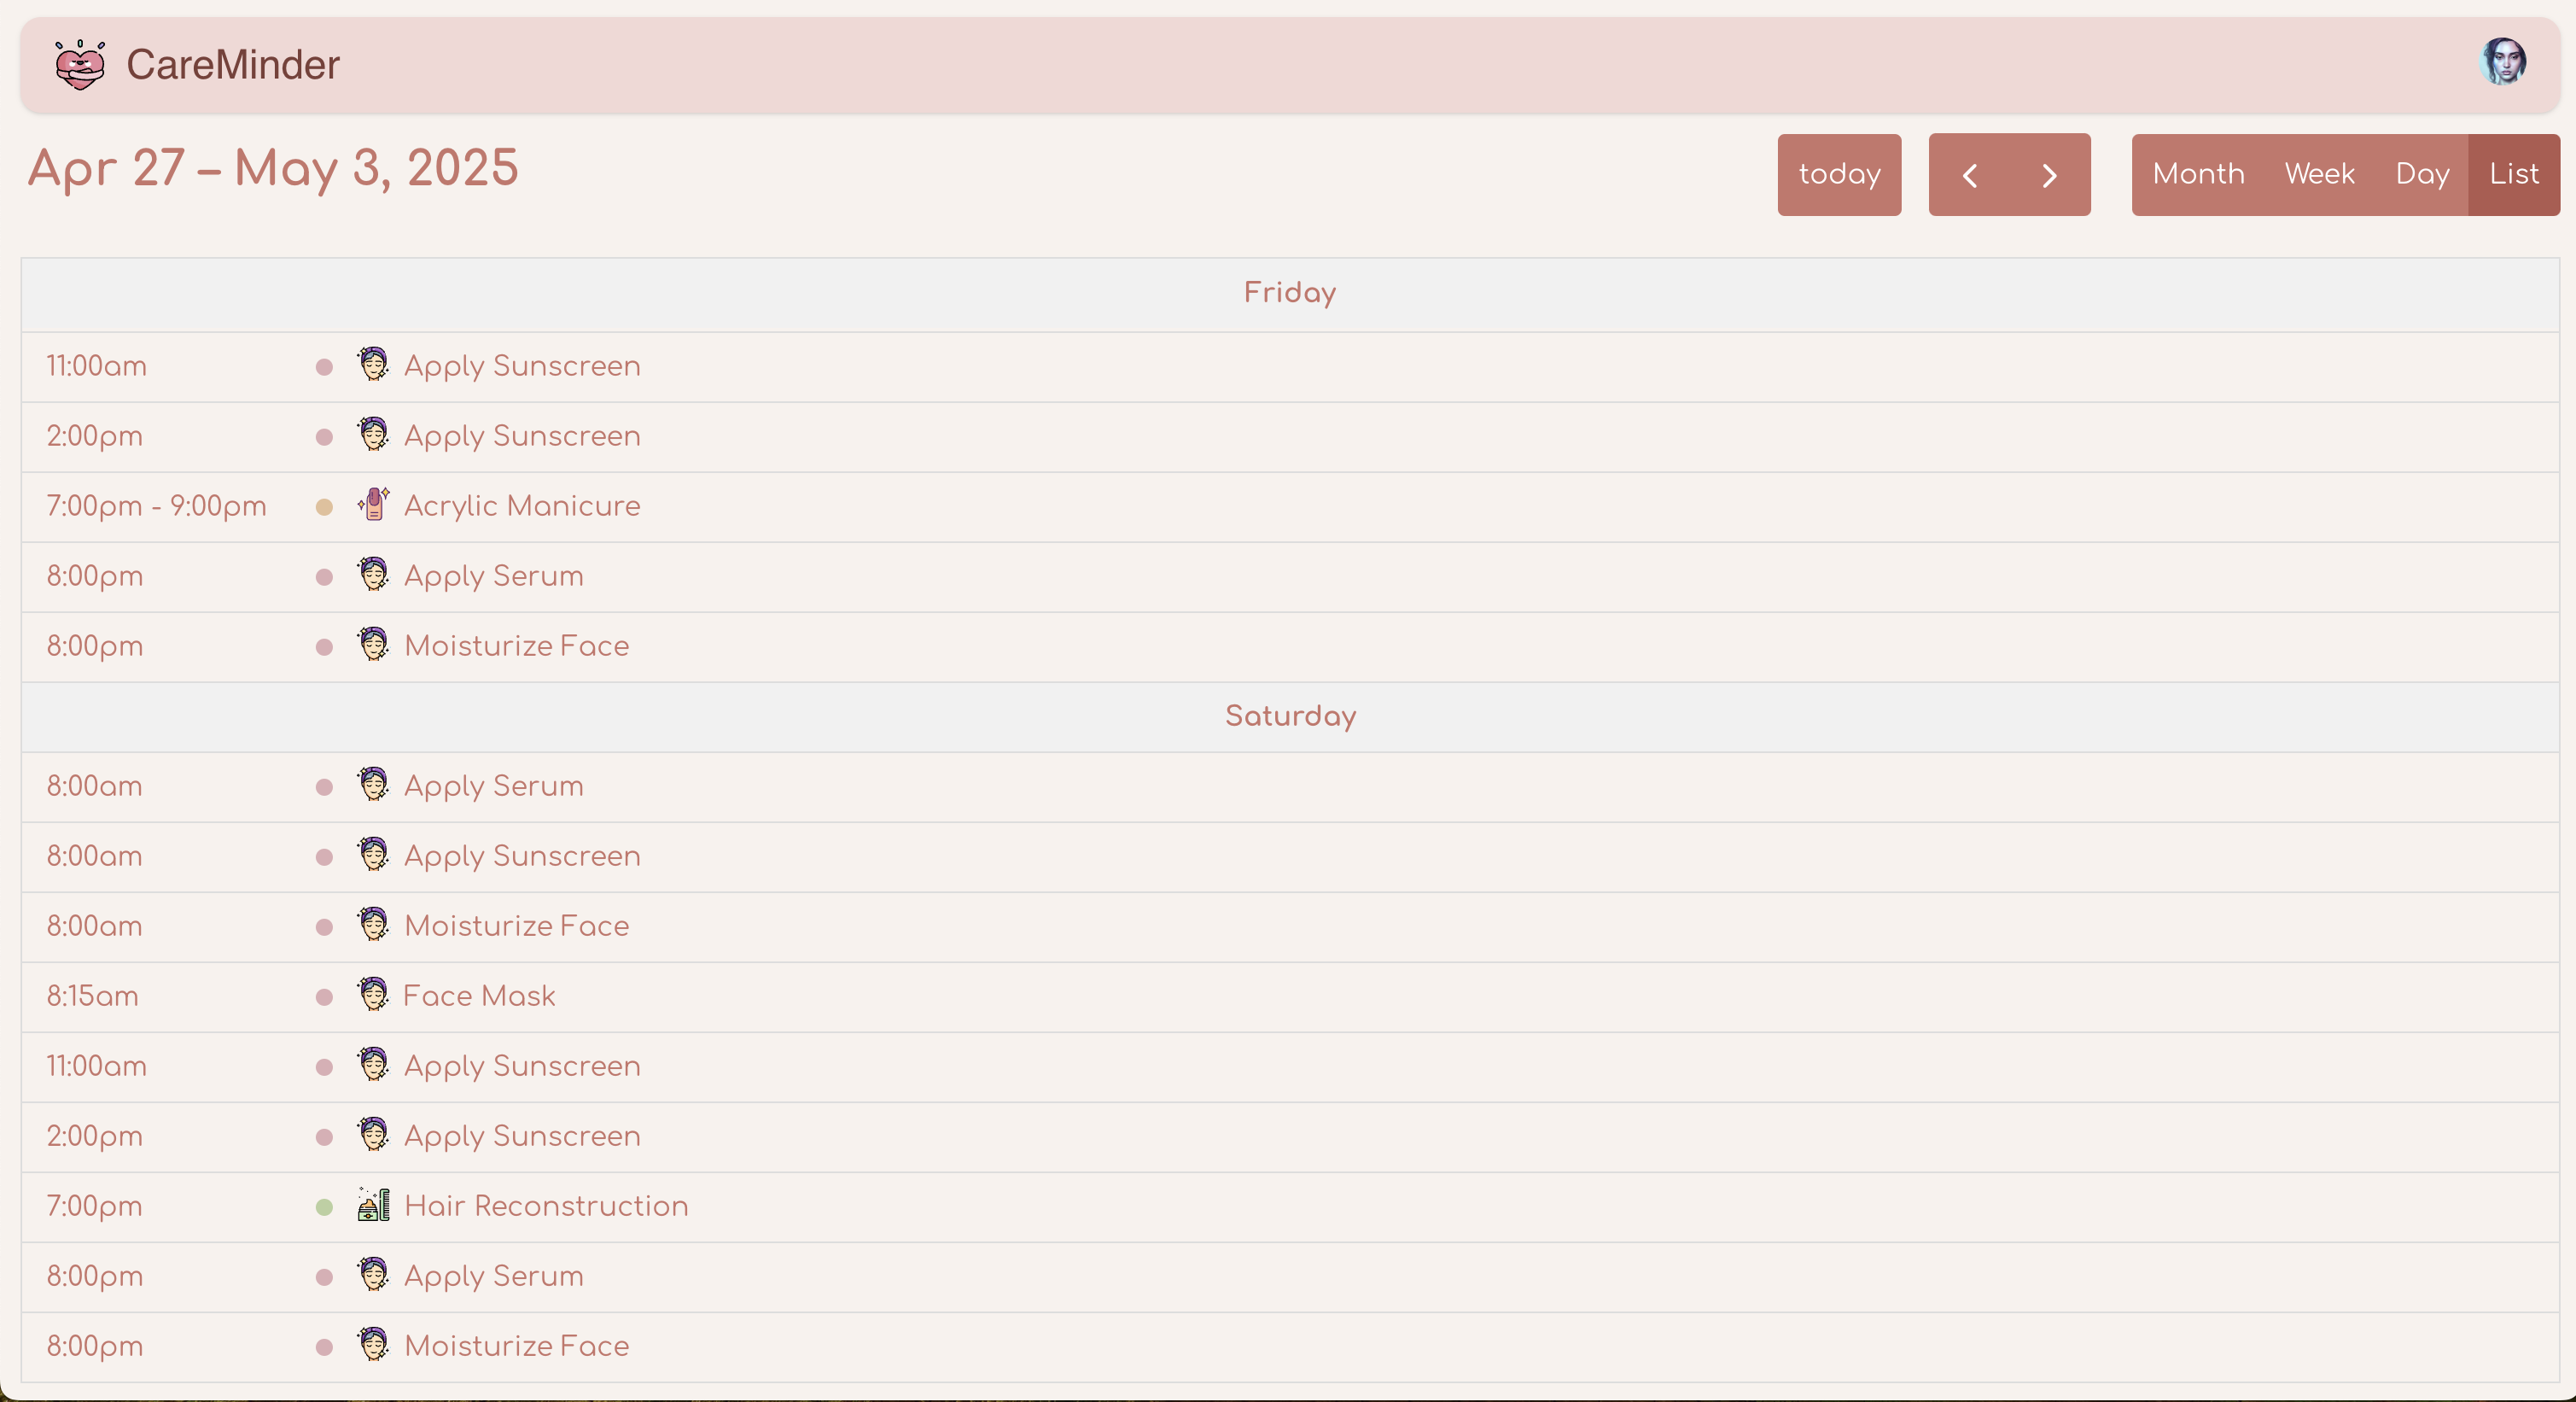 CareMinder
Apr 27 – May 3, 2025
today
Month Week Day List
Friday
11:00am Apply Sunscreen
2:00pm Apply Sunscreen
7:00pm - 9:00pm Acrylic Manicure
8:00pm Apply Serum
8:00pm Moisturize Face
Saturday
8:00am Apply Serum
8:00am Apply Sunscreen
8:00am Moisturize Face
8:15am Face Mask
11:00am Apply Sunscreen
2:00pm Apply Sunscreen
7:00pm Hair Reconstruction
8:00pm Apply Serum
8:00pm Moisturize Face